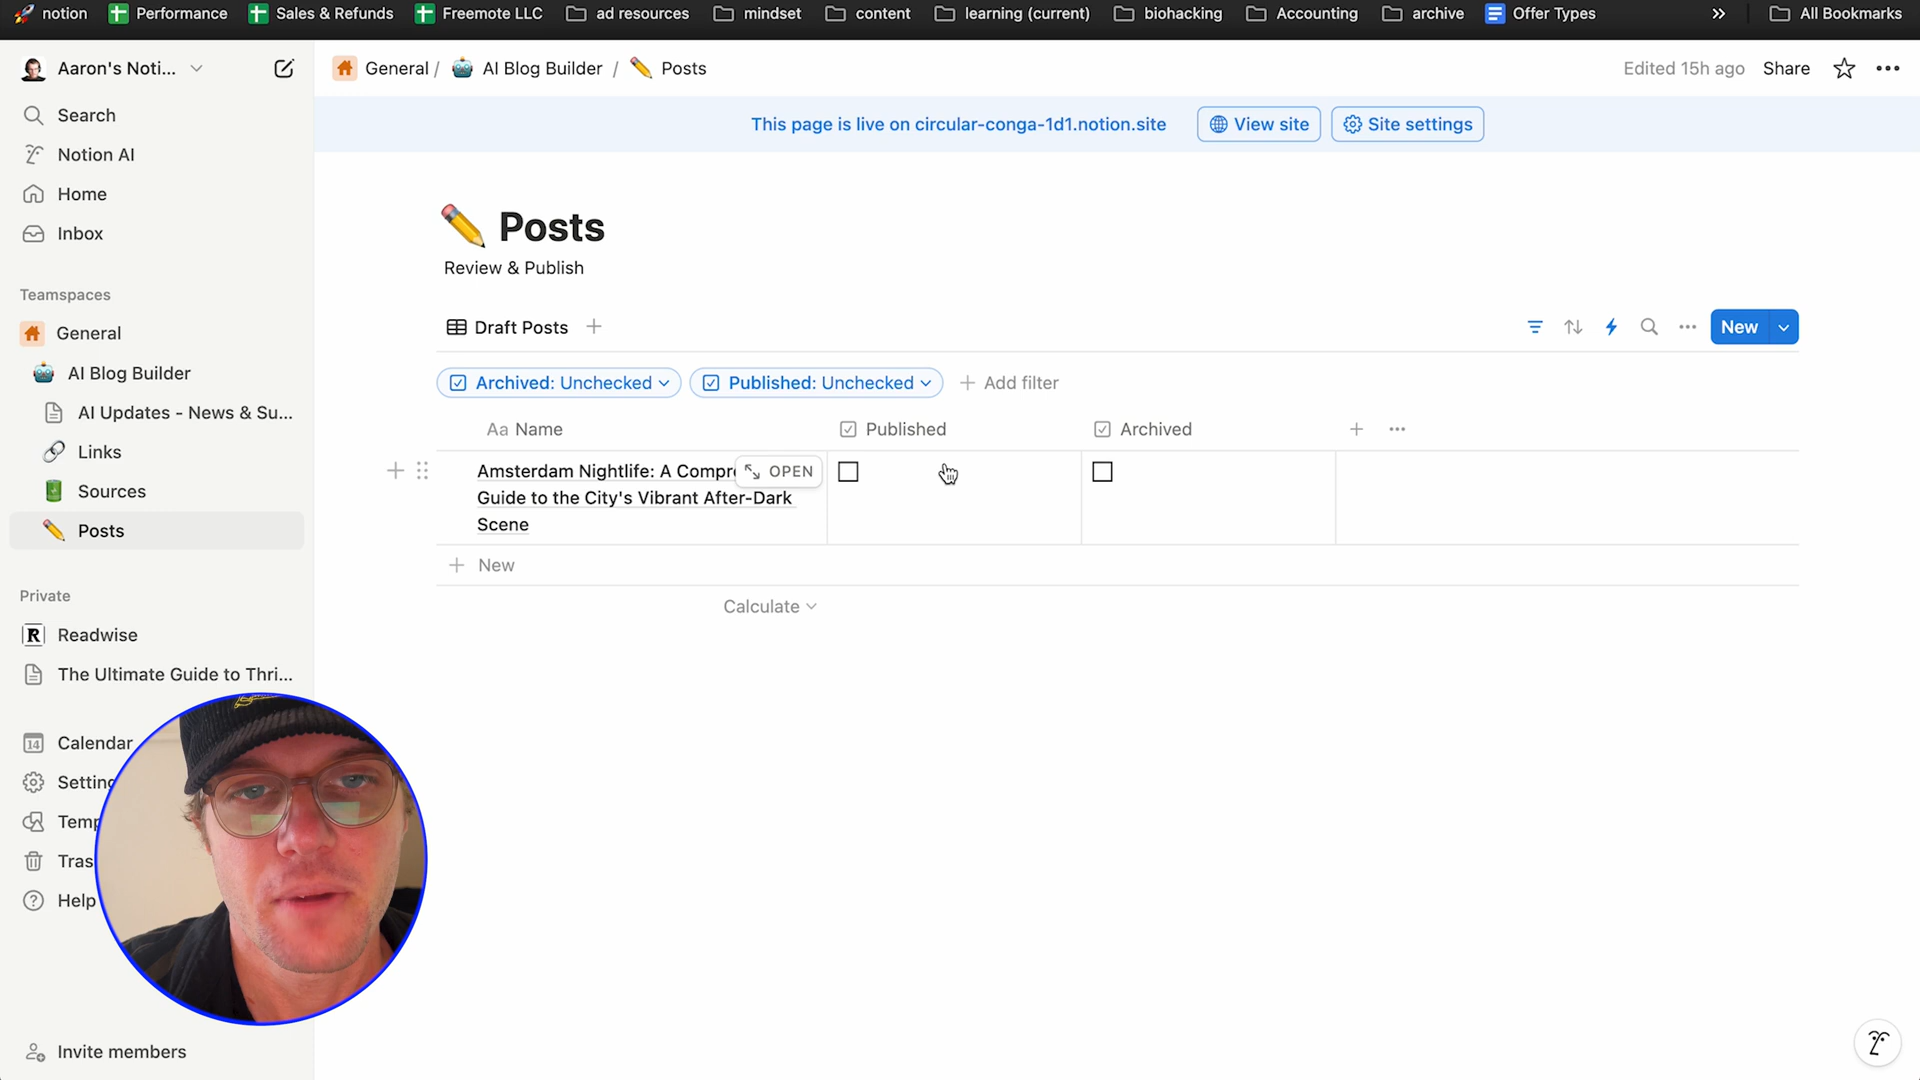 notion Performance Sales & Refunds Freemote LLC ad resources mindset content learning (current) biohacking Accounting archive Offer Types » All Bookmarks
Aaron's Noti...
General / AI Blog Builder / Posts
Edited 15h ago Share
This page is live on circular-conga-1d1.notion.site View site Site settings
Search
Notion AI
Home
Inbox
Teamspaces
General
AI Blog Builder
AI Updates - News & Su...
Links
Sources
Posts
Private
Readwise
The Ultimate Guide to Thri...
14 Calendar
Setting
Temp
Tras
Help
Invite members
Posts
Review & Publish
Draft Posts
New
Archived: Unchecked Published: Unchecked Add filter
Aa Name Published Archived
Amsterdam Nightlife: A Compr OPEN
Guide to the City's Vibrant After-Dark
Scene
New
Calculate